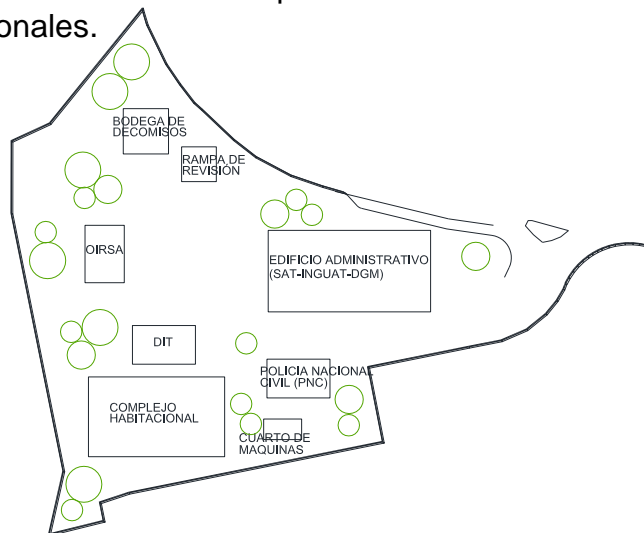 onales.
BODEGA DE
DECOMISOS
RAMPA DE
REVISIÓN
OIRSA
EDIFICIO ADMINISTRATIVO
(SAT-INGUAT-DGM)
DIT
POLICIA NACIONAL
CIVIL (PNC)
COMPLEJO
HABITACIONAL
CUARTO DE
MAQUINAS